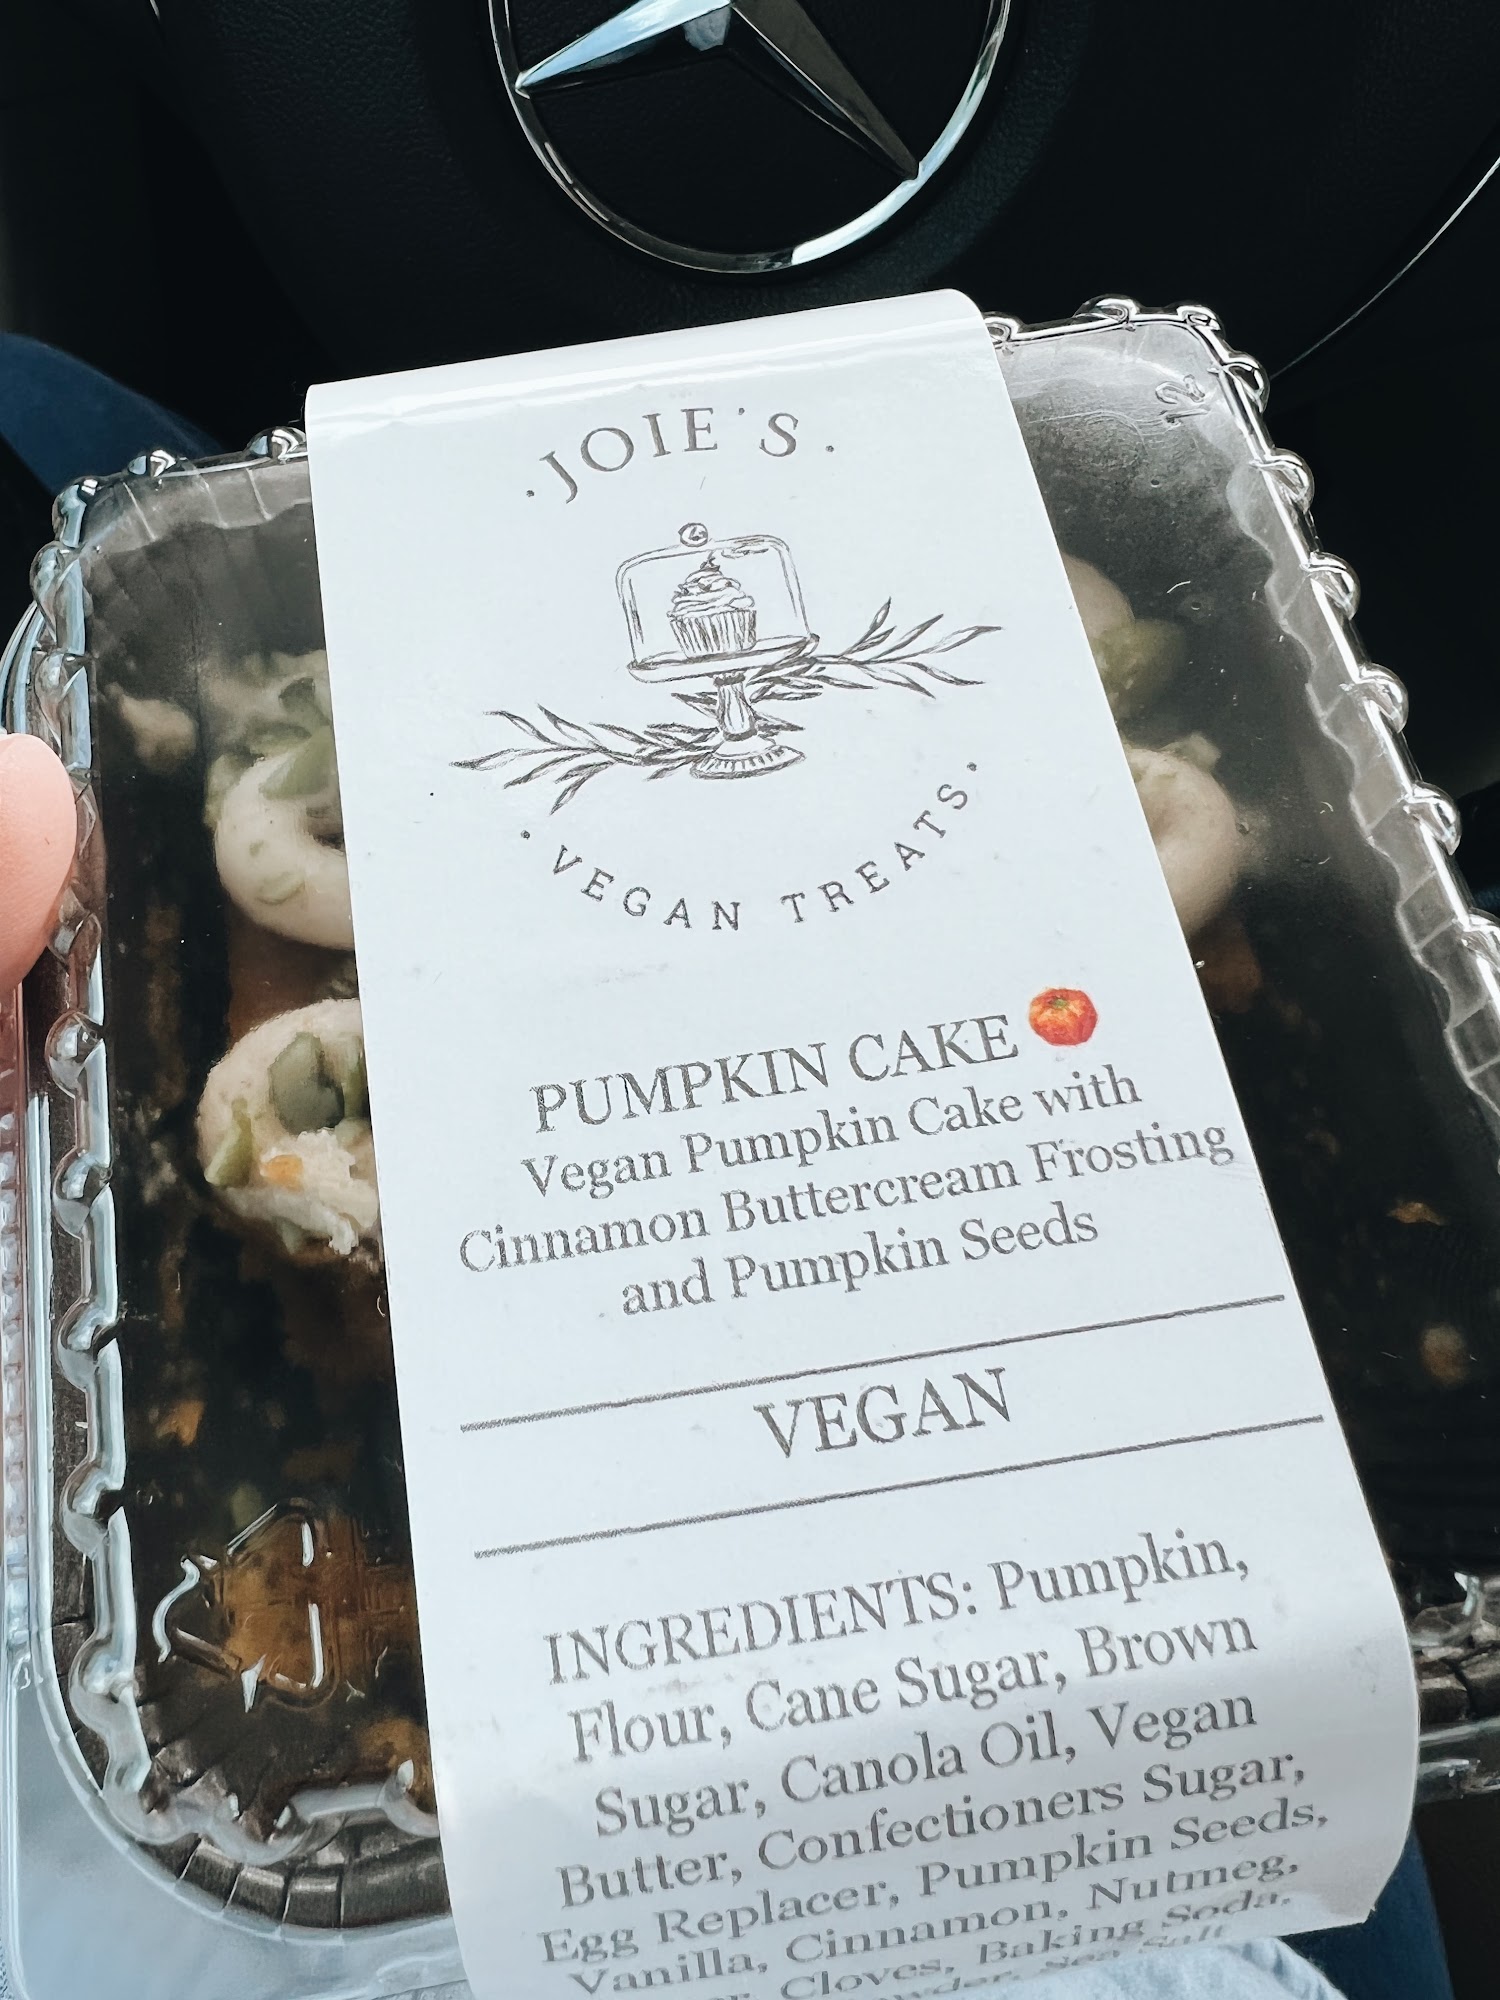 JOIE'S
VEGAN TREATS
PUMPKIN CAKE
Vegan Pumpkin Cake with
Cinnamon Buttercream Frosting
and Pumpkin Seeds
VEGAN
INGREDIENTS: Pumpkin,
Flour, Cane Sugar, Brown
Sugar, Canola Oil, Vegan
Butter, Confectioners Sugar,
Egg Replacer, Pumpkin Seeds,
Vanilla, Cinnamon, Nutmeg,
Cloves, Baking Soda,
Sea Salt